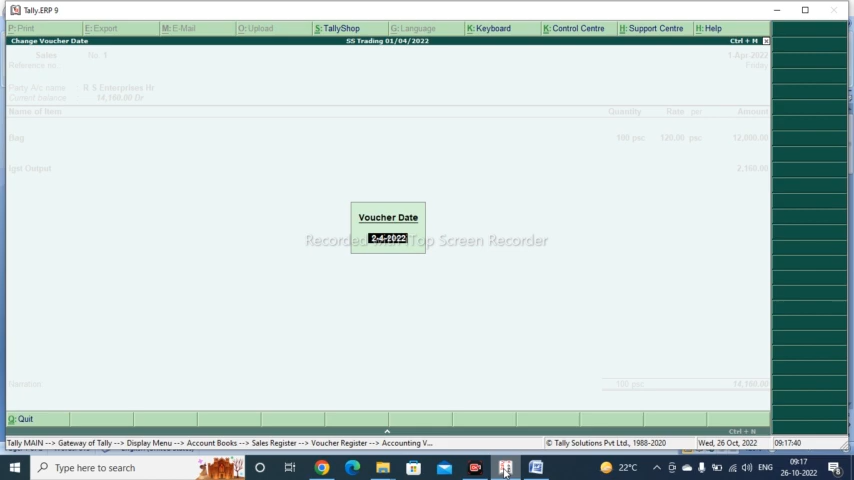 Tally.ERP 9
P: Print E: Export M: E-Mail O: Upload S: TallyShop G: Language K: Keyboard K: Control Centre H: Support Centre H: Help
Change Voucher Date SS Trading 01/04/2022 Ctrl + M
Sales No. 1 1-Apr-2022
Reference no. Friday
Party A/c name R.S Enterprises Hr
Current balance 14,160.00 Dr
Name of Item Quantity Rate per Amount
Bag 100 psc 120.00 psc 12,000.00
Igst Output 2,160.00
Voucher Date
2-4-2022
Recorded with iTop Screen Recorder
Narration 100 psc 14,160.00
Q: Quit
Ctrl + N
Tally MAIN --> Gateway of Tally --> Display Menu --> Account Books --> Sales Register --> Voucher Register --> Accounting V... © Tally Solutions Pvt Ltd., 1988-2020 Wed, 26 Oct, 2022 09:17:40
Type here to search 22°C ENG 09:17
26-10-2022 8